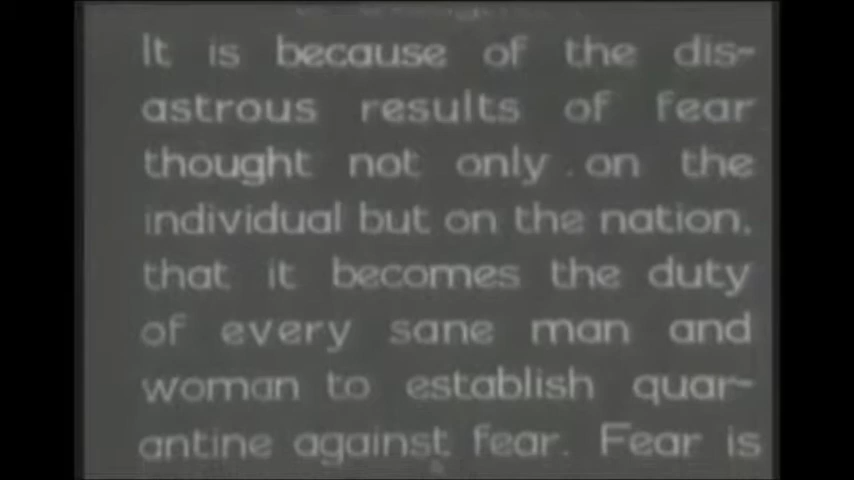 It is because of the dis-
astrous results of fear
thought not only on the
individual but on the nation,
that it becomes the duty
of every sane man and
woman to establish quar-
antine against fear. Fear is